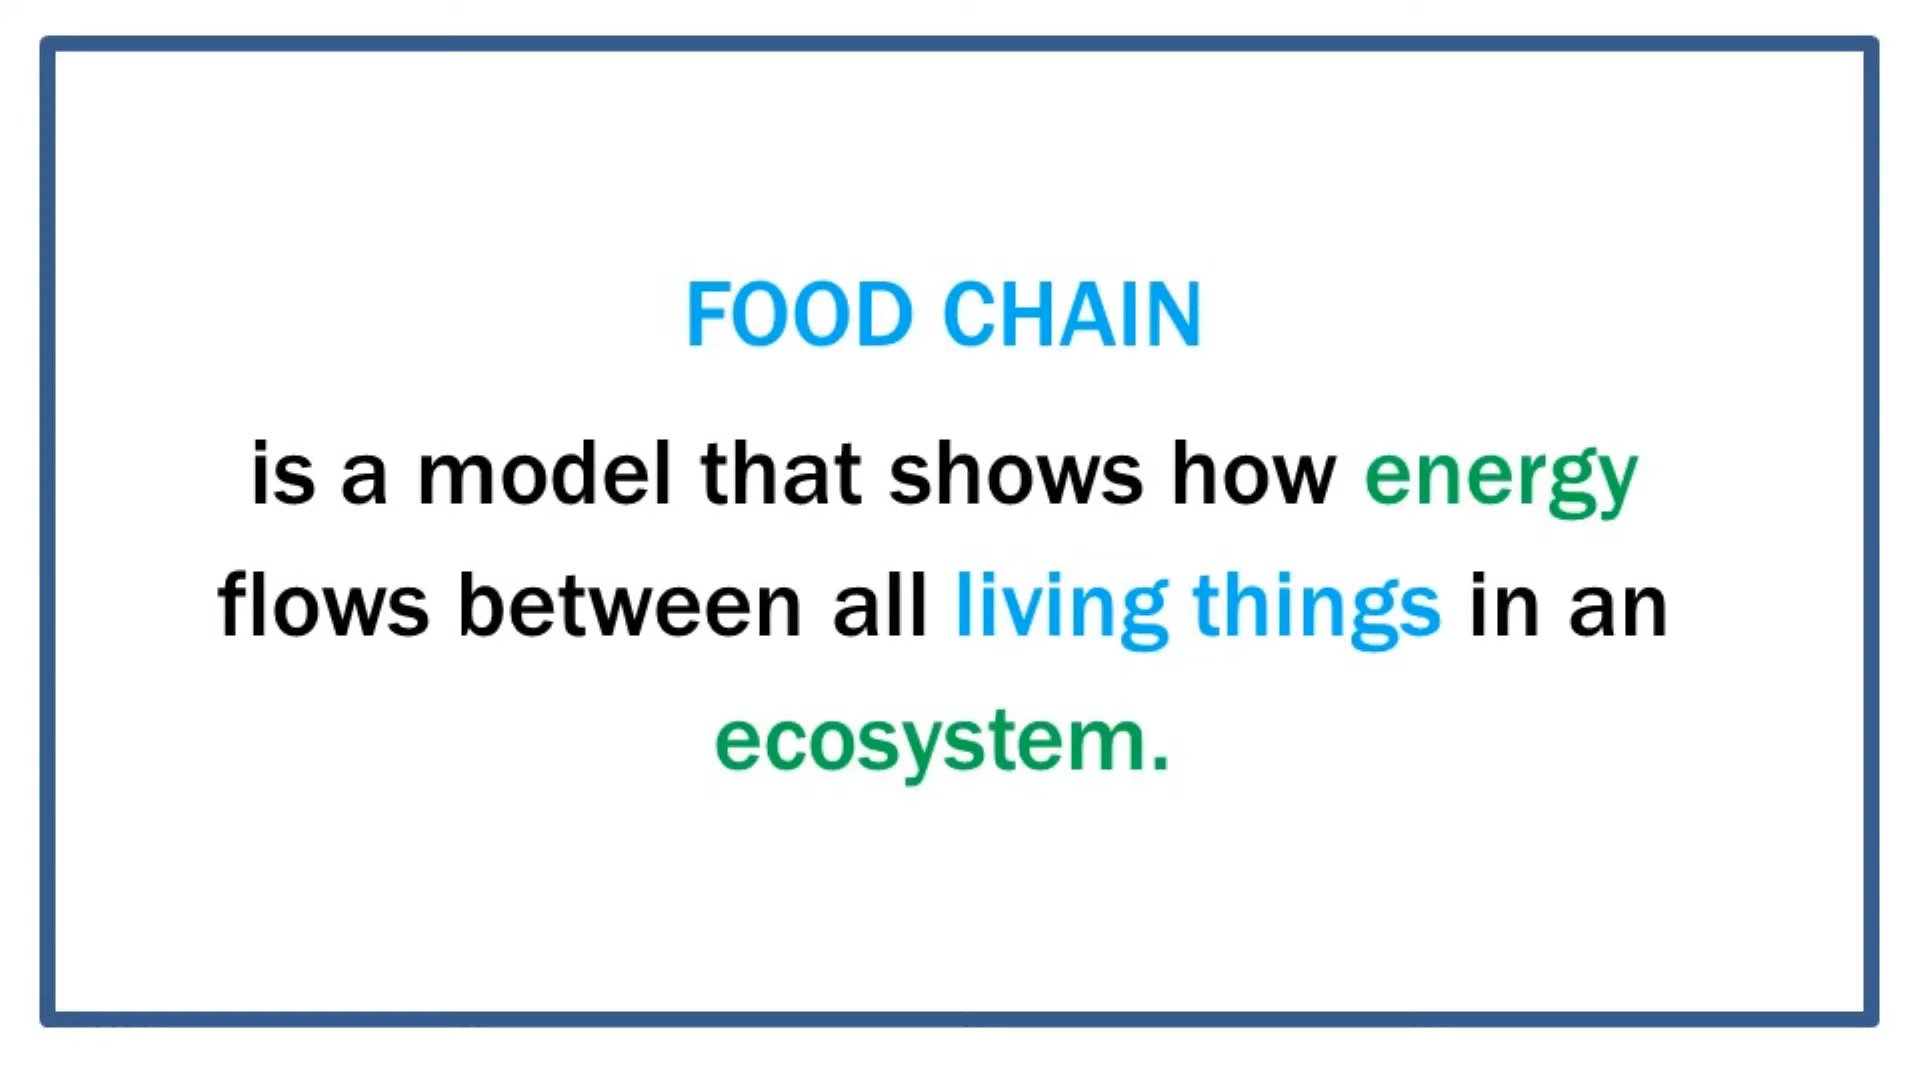 FOOD CHAIN
is a model that shows how energy
flows between all living things in an
ecosystem.